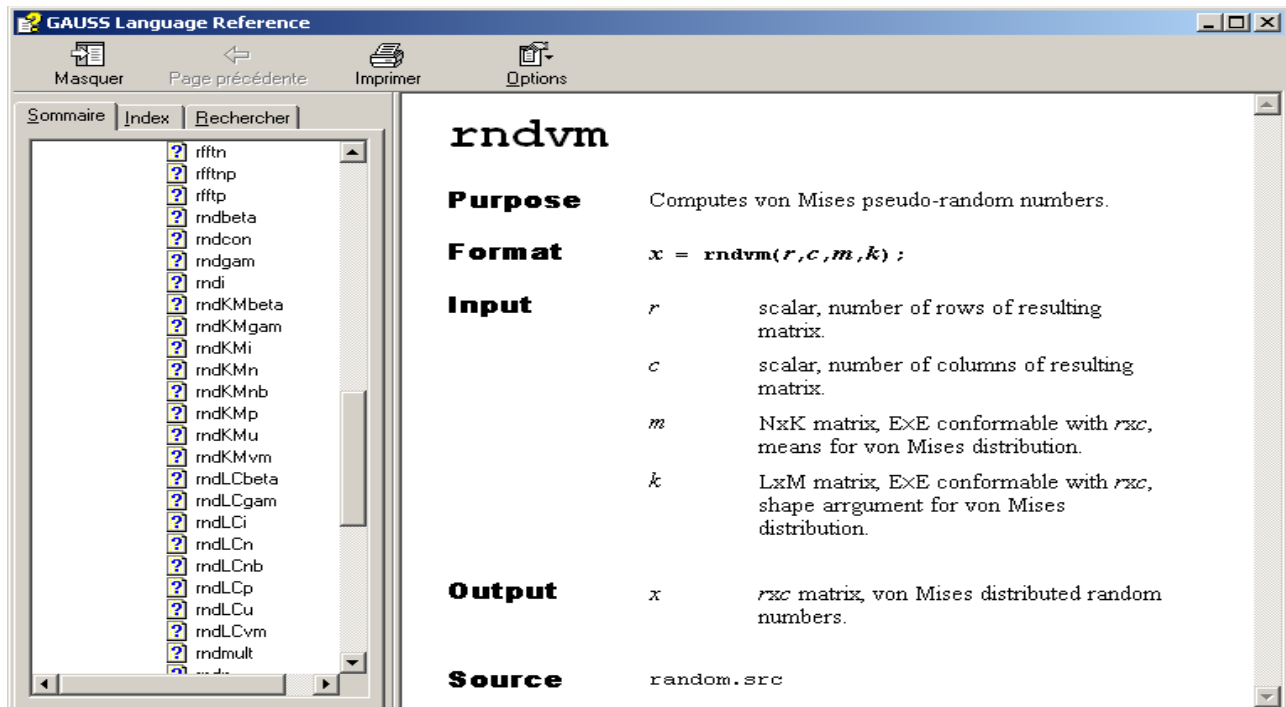 GAUSS Language Reference
Masquer
Page précédente
Imprimer
Options
Sommaire
Index
Rechercher
rfftn
rfftnp
rfftp
rndbeta
rndcon
rndgam
rndi
rndKMbeta
rndKMgam
rndKMi
rndKMn
rndKMnb
rndKMp
rndKMu
rndKMvm
rndLCbeta
rndLCgam
rndLCi
rndLCn
rndLCnb
rndLCp
rndLCu
rndLCvm
rndmult
rndvm
Purpose Computes von Mises pseudo-random numbers.
Format x = rndvm(r,c,m,k);
Input r scalar, number of rows of resulting
matrix.
c scalar, number of columns of resulting
matrix.
m NxK matrix, E×E conformable with rxc,
means for von Mises distribution.
k LxM matrix, E×E conformable with rxc,
shape arrgument for von Mises
distribution.
Output x rxc matrix, von Mises distributed random
numbers.
Source random.src